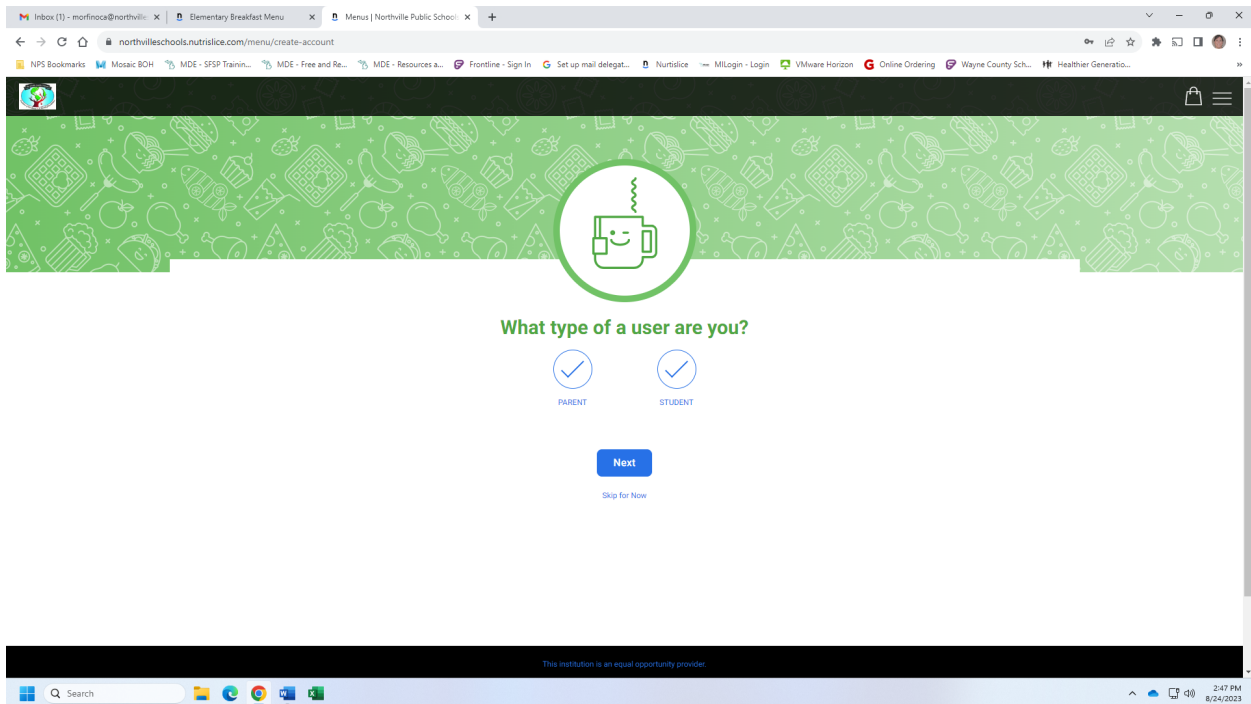 Inbox (1) - morfinoca@northville
Elementary Breakfast Menu
Menus | Northville Public School
northvilleschools.nutrislice.com/menu/create-account
NPS Bookmarks Mosaic BOH MDE - SFSP Trainin... MDE - Free and Re... MDE - Resources a... Frontline - Sign In Set up mail delegat... Nurtislice MILogin - Login VMware Horizon Online Ordering Wayne County Sch... Healthier Generatio... »
What type of a user are you?
PARENT STUDENT
Next
Skip for Now
This institution is an equal opportunity provider.
Search
2:47 PM
8/24/2023